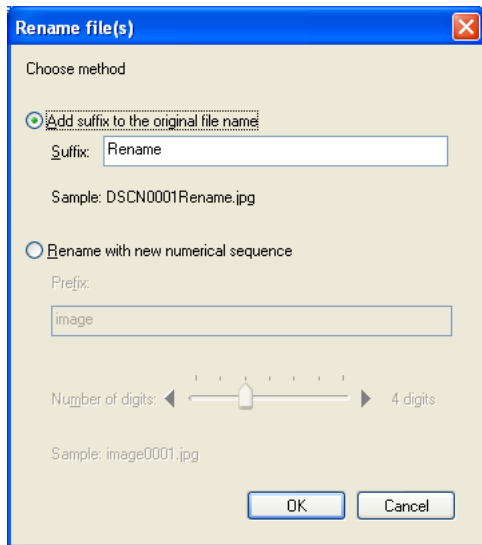 Rename file(s)
Choose method
Add suffix to the original file name
Suffix: Rename
Sample: DSCN0001Rename.jpg
Rename with new numerical sequence
Prefix:
image
Number of digits: 4 digits
Sample: image0001.jpg
OK Cancel